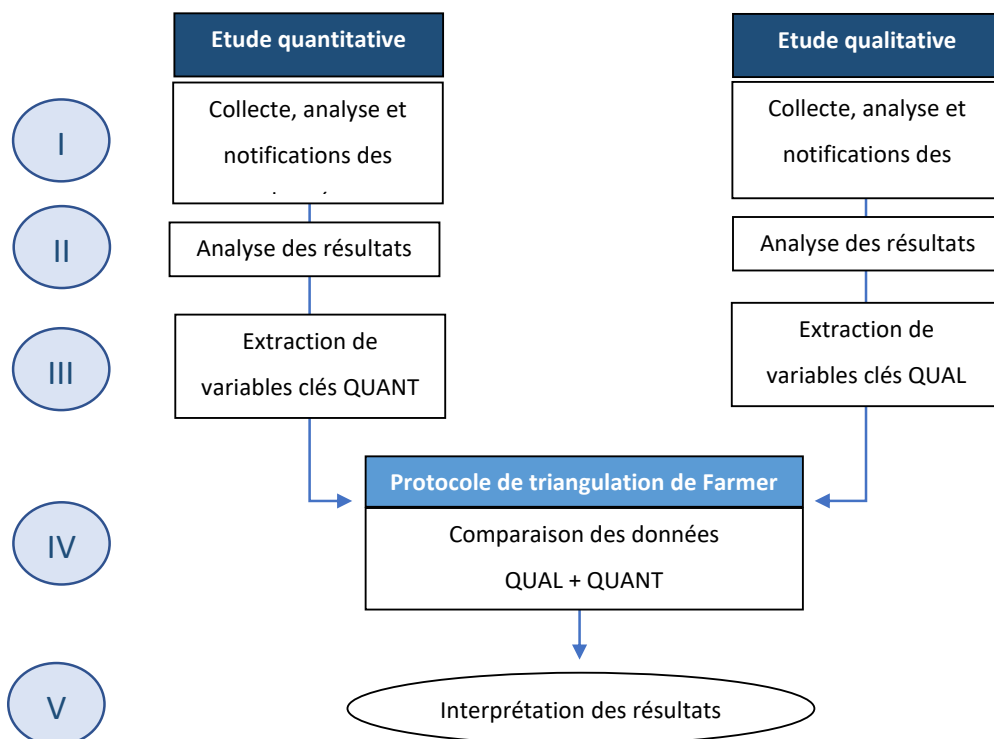 Etude quantitative
Etude qualitative
I
Collecte, analyse et
notifications des
Collecte, analyse et
notifications des
II
Analyse des résultats
Analyse des résultats
III
Extraction de
variables clés QUANT
Extraction de
variables clés QUAL
IV
Protocole de triangulation de Farmer
Comparaison des données
QUAL + QUANT
V
Interprétation des résultats